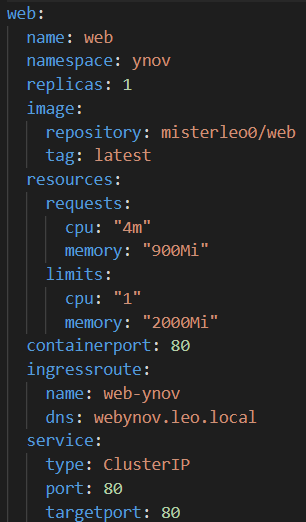 web:
  name: web
  namespace: ynov
  replicas: 1
  image:
    repository: misterleo0/web
    tag: latest
  resources:
    requests:
      cpu: "4m"
      memory: "900Mi"
    limits:
      cpu: "1"
      memory: "2000Mi"
  containerport: 80
  ingressroute:
    name: web-ynov
    dns: webynov.leo.local
  service:
    type: ClusterIP
    port: 80
    targetport: 80